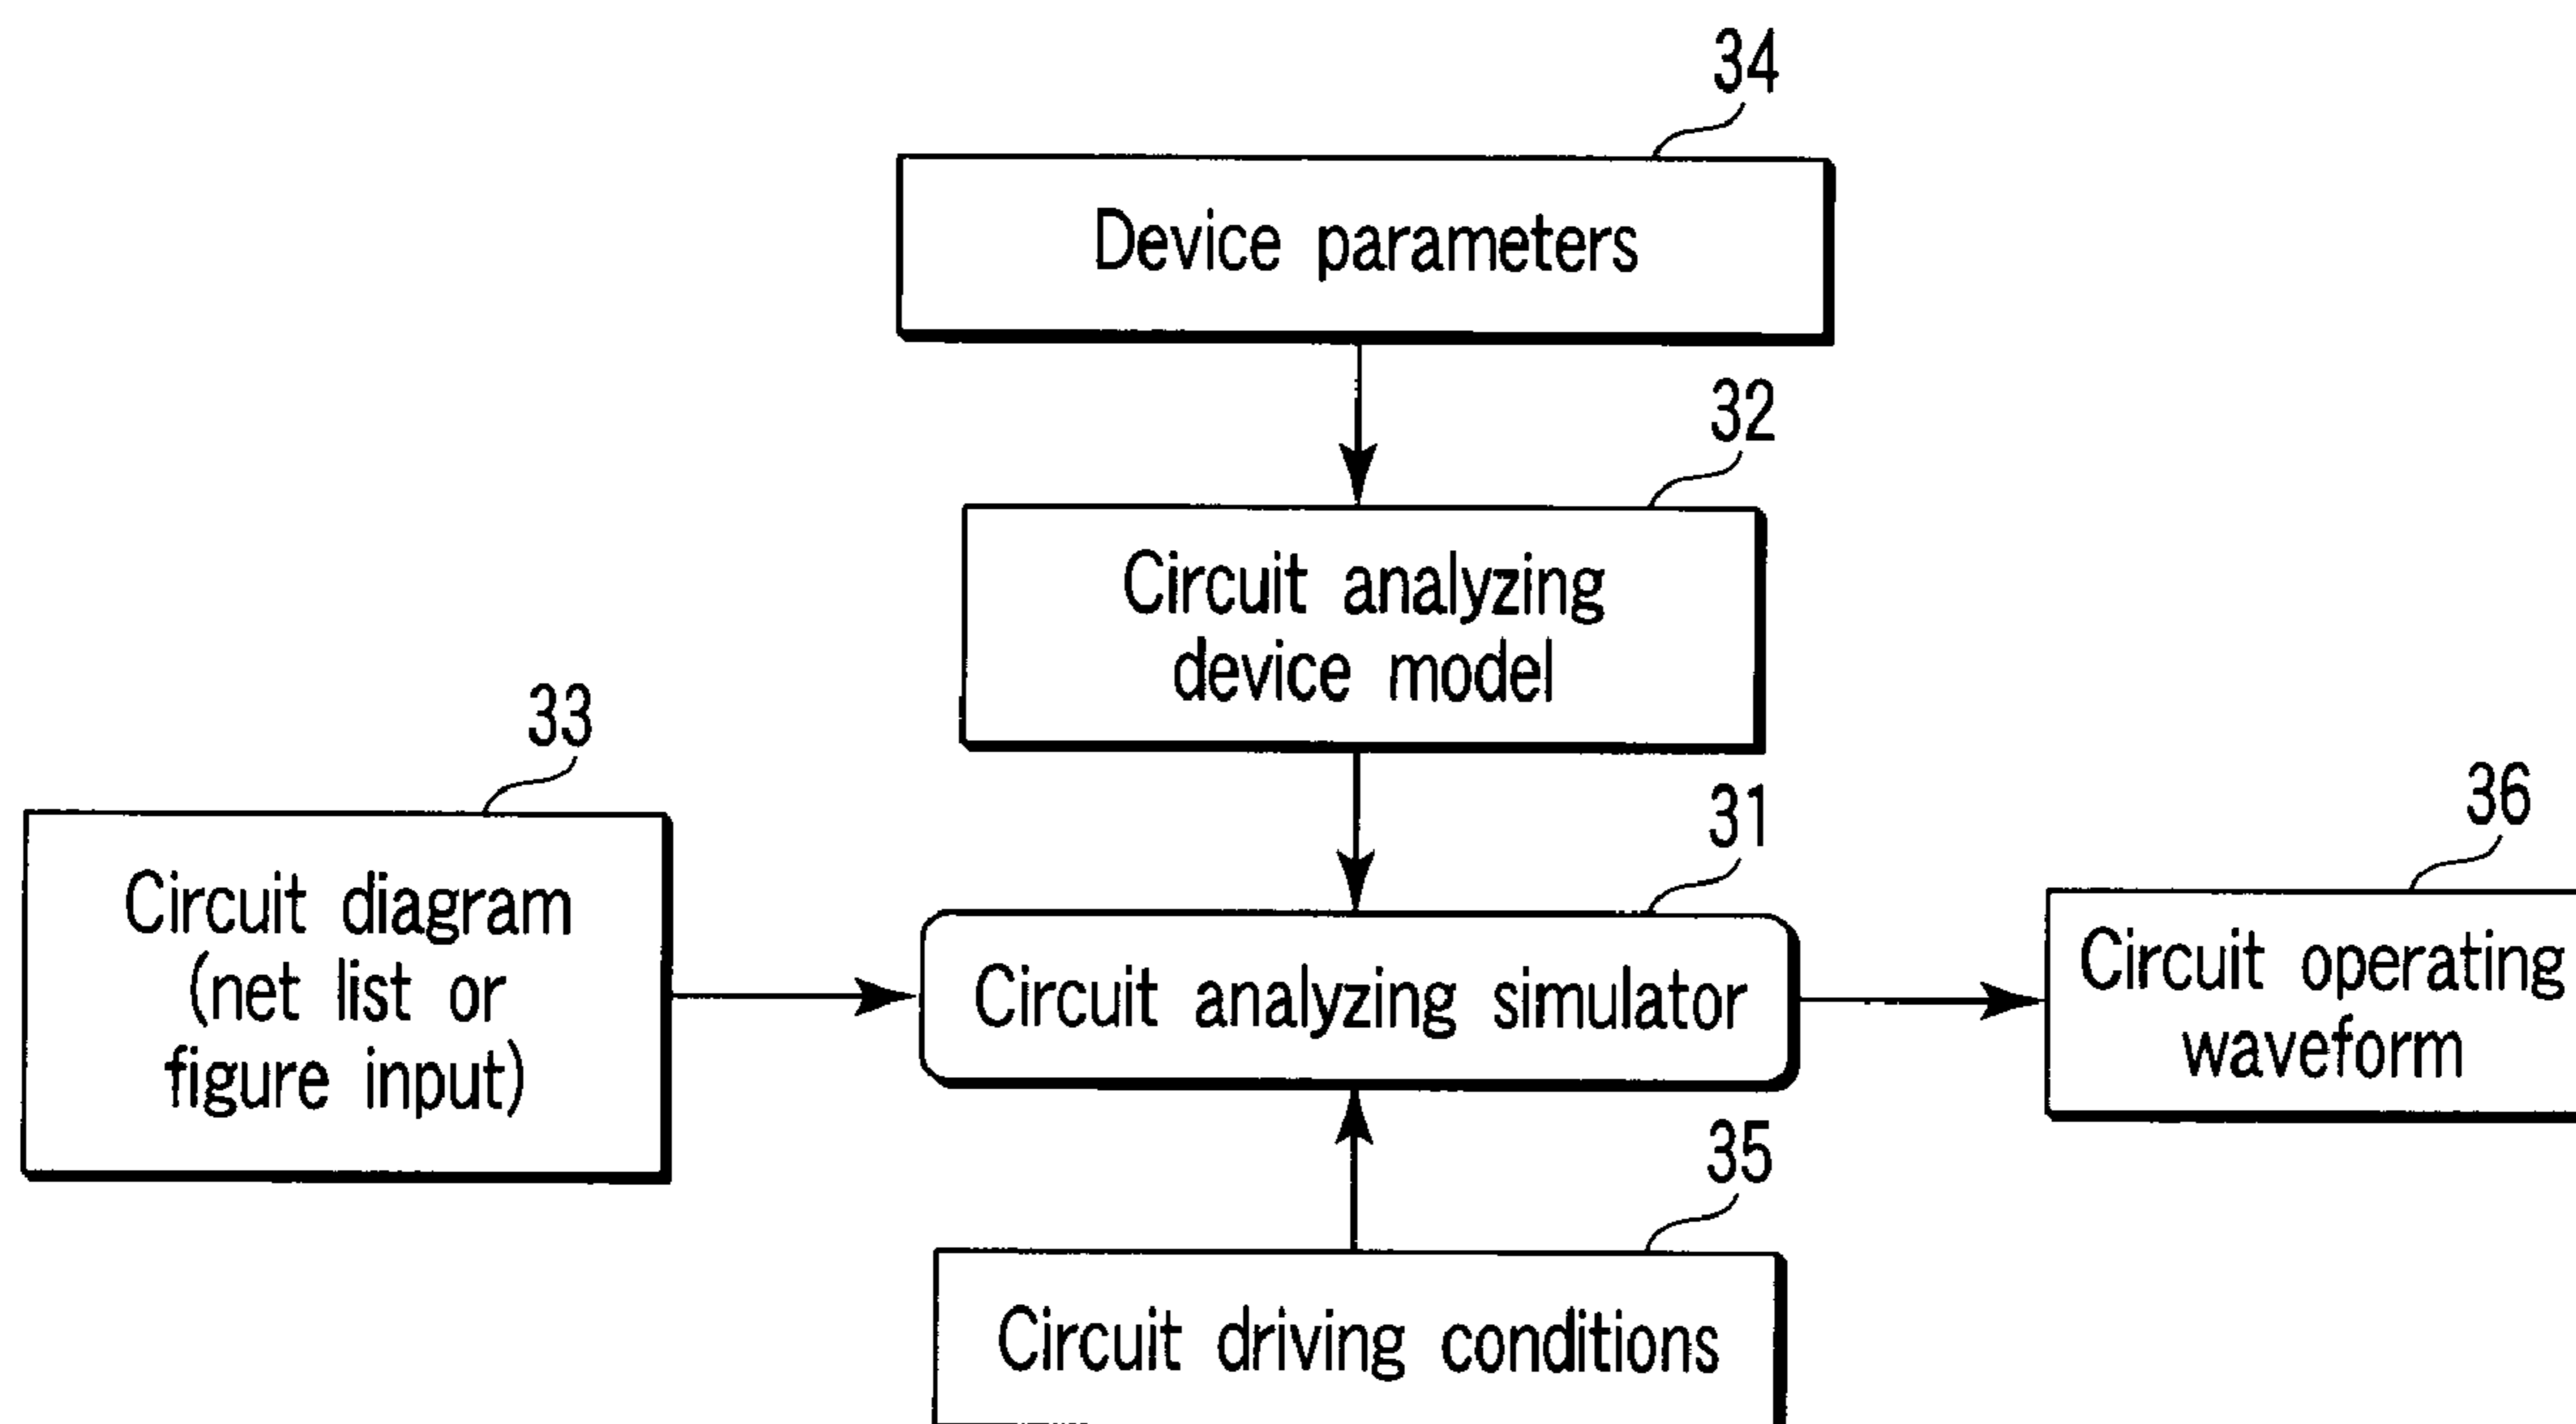 34
Device parameters
32
Circuit analyzing
device model
33
Circuit diagram
(net list or
figure input)
31
Circuit analyzing simulator
36
Circuit operating
waveform
35
Circuit driving conditions